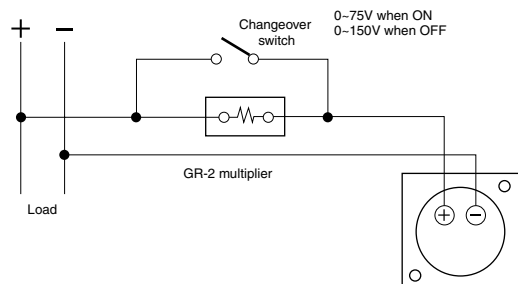 Changeover
switch
0~75V when ON
0~150V when OFF
+ −
GR-2 multiplier
Load
+ −